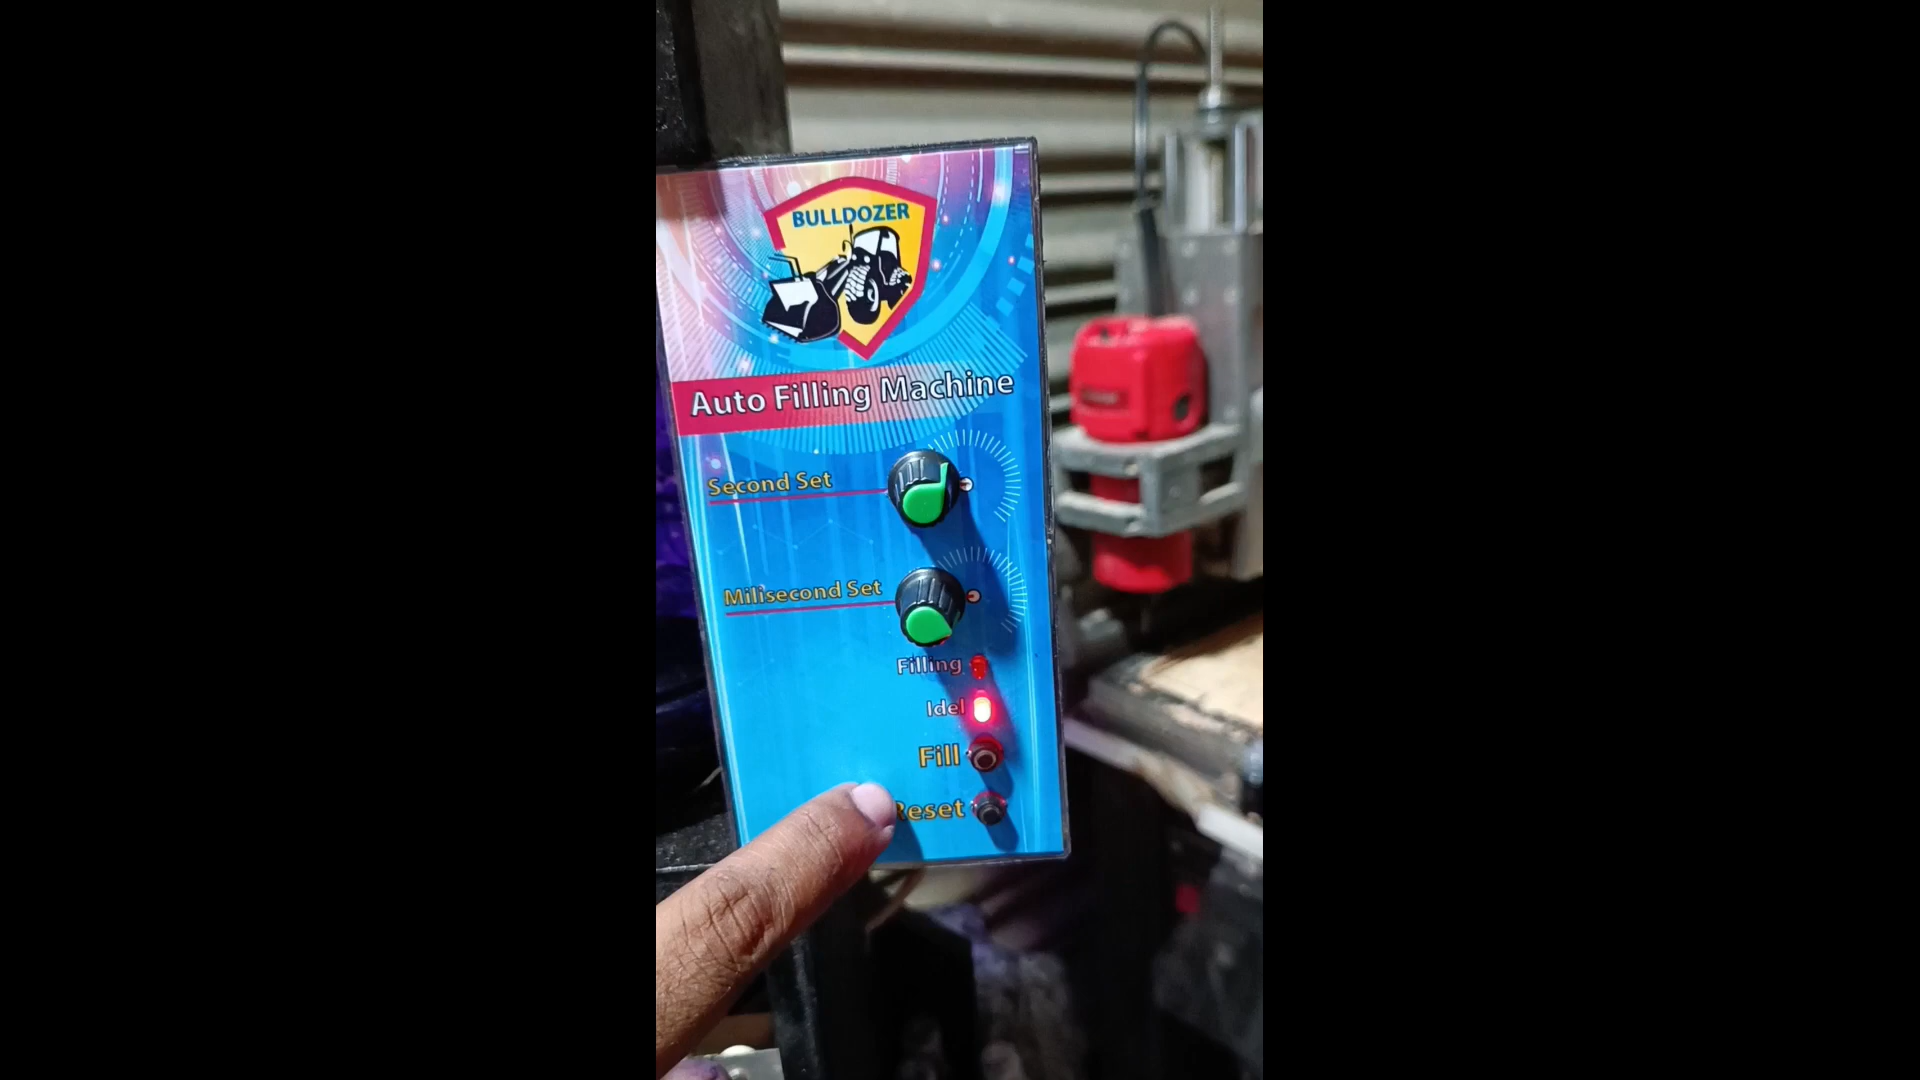 BULLDOZER
Auto Filling Machine
Second Set
Milisecond Set
Filling
Idel
Fill
Reset